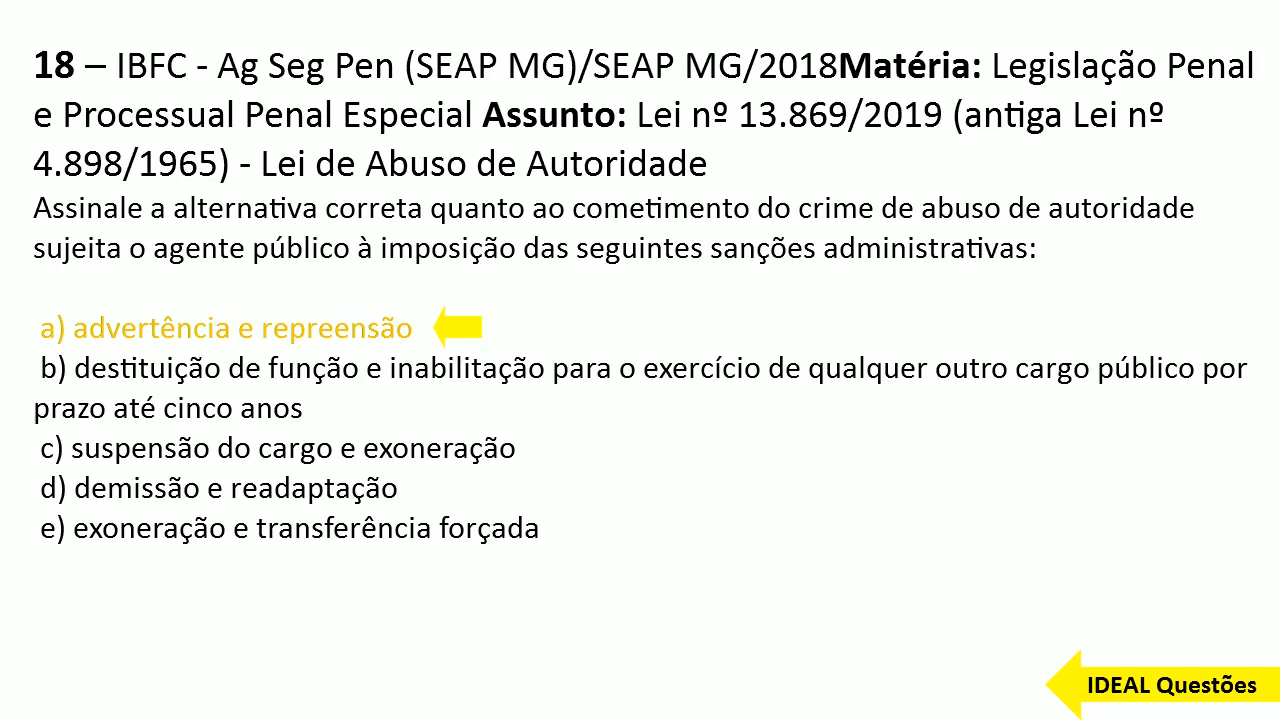 18 – IBFC - Ag Seg Pen (SEAP MG)/SEAP MG/2018Matéria: Legislação Penal
e Processual Penal Especial Assunto: Lei nº 13.869/2019 (antiga Lei nº
4.898/1965) - Lei de Abuso de Autoridade
Assinale a alternativa correta quanto ao cometimento do crime de abuso de autoridade
sujeita o agente público à imposição das seguintes sanções administrativas:
a) advertência e repreensão
b) destituição de função e inabilitação para o exercício de qualquer outro cargo público por
prazo até cinco anos
c) suspensão do cargo e exoneração
d) demissão e readaptação
e) exoneração e transferência forçada
IDEAL Questões